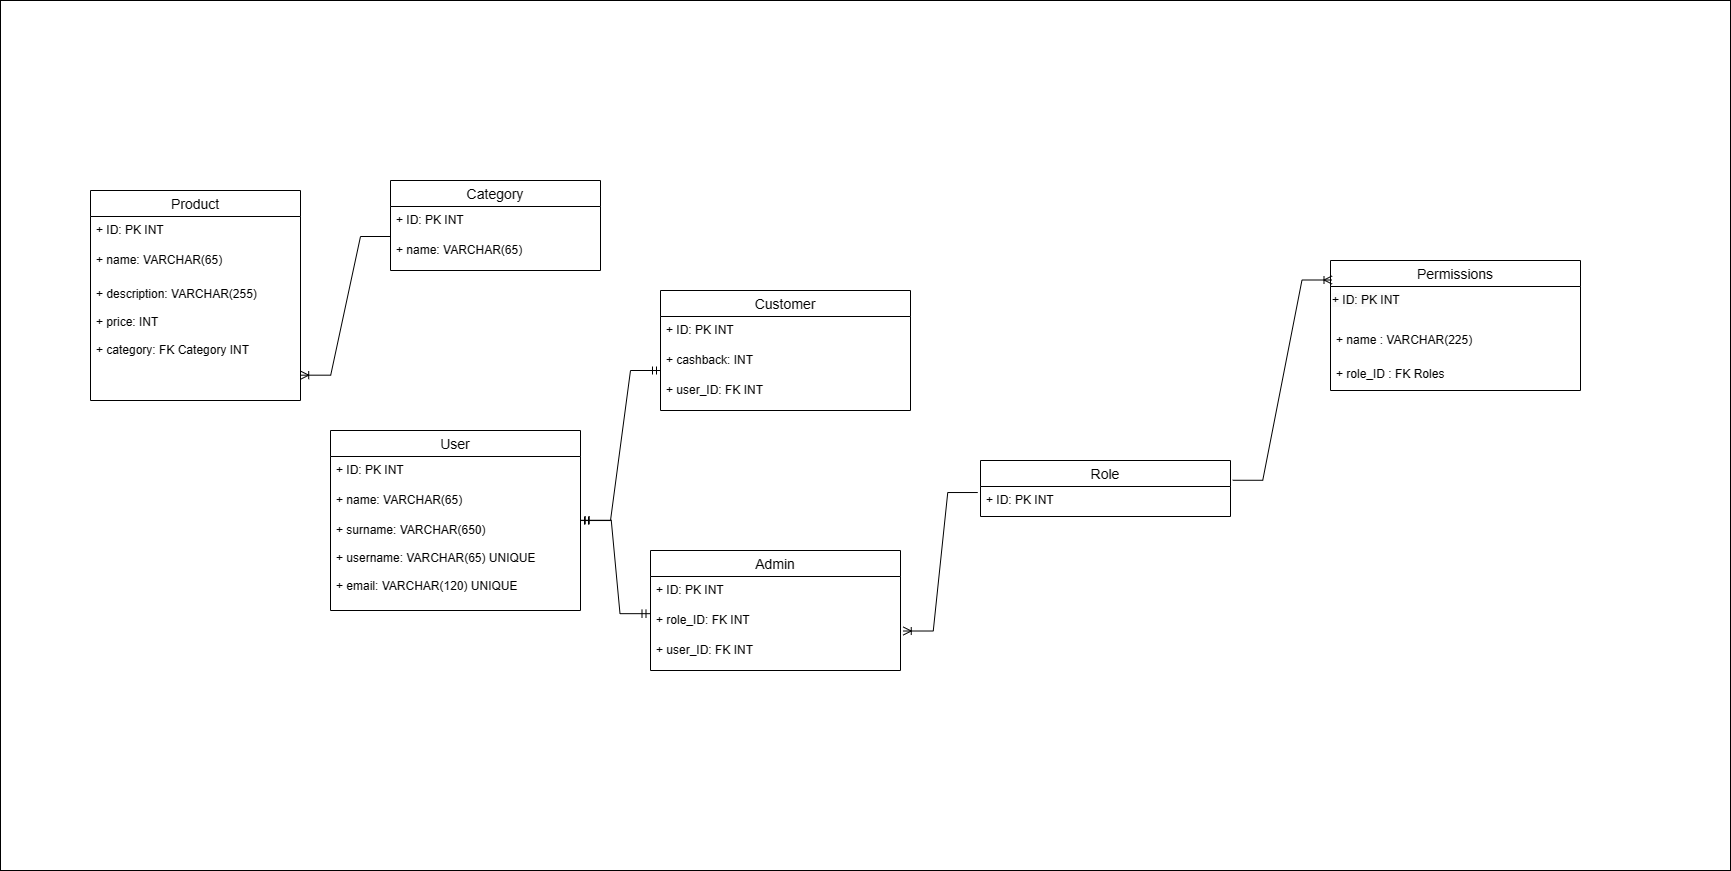 Product
+ ID: PK INT
+ name: VARCHAR(65)
+ description: VARCHAR(255)
+ price: INT
+ category: FK Category INT
Category
+ ID: PK INT
+ name: VARCHAR(65)
Customer
+ ID: PK INT
+ cashback: INT
+ user_ID: FK INT
User
+ ID: PK INT
+ name: VARCHAR(65)
+ surname: VARCHAR(650)
+ username: VARCHAR(65) UNIQUE
+ email: VARCHAR(120) UNIQUE
Admin
+ ID: PK INT
+ role_ID: FK INT
+ user_ID: FK INT
Role
+ ID: PK INT
Permissions
+ ID: PK INT
+ name : VARCHAR(225)
+ role_ID : FK Roles